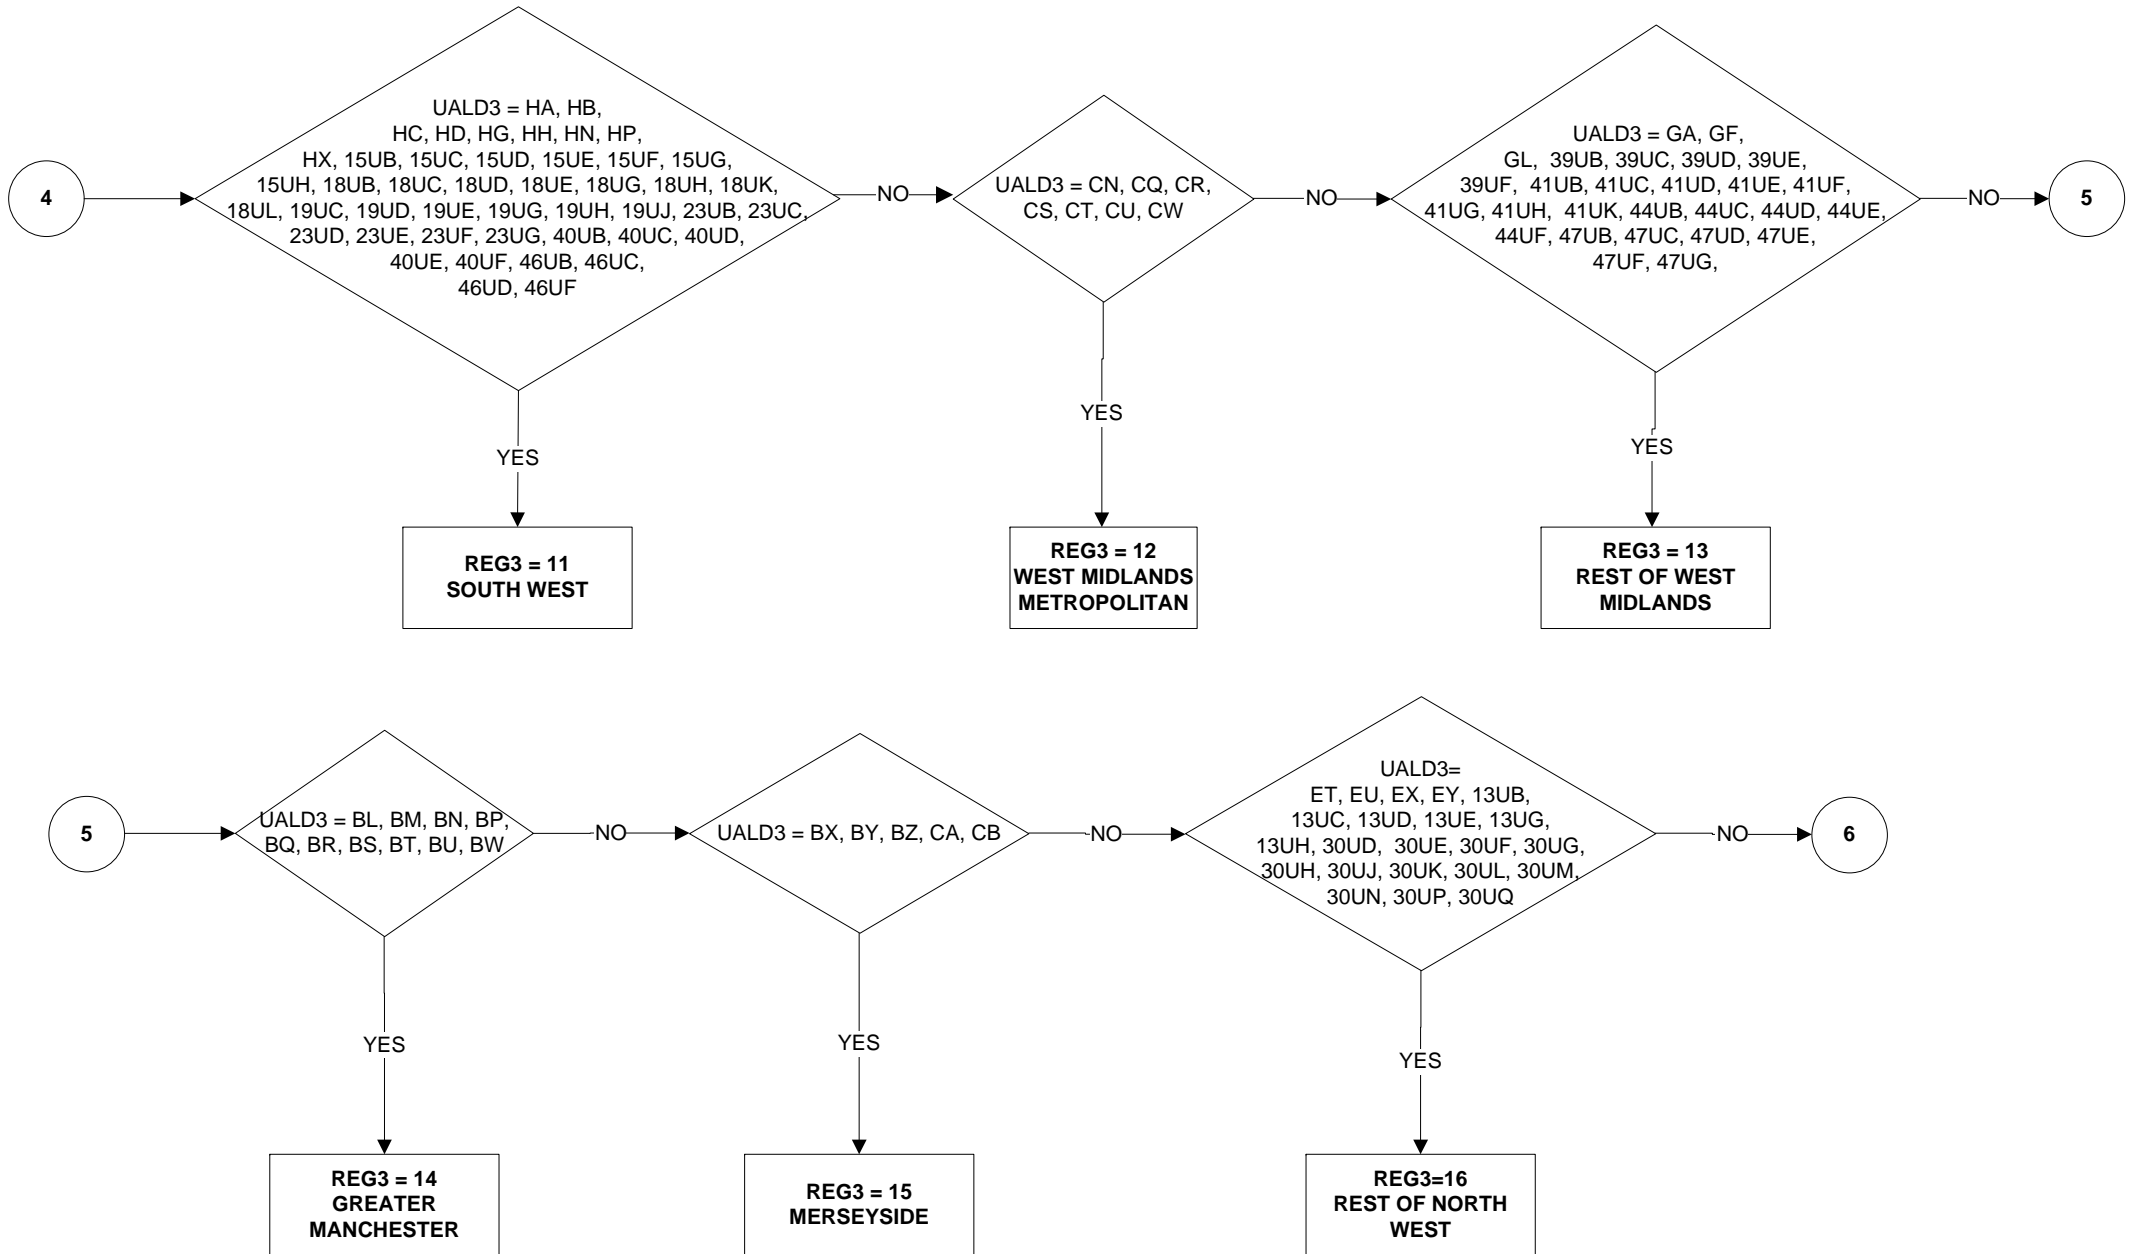 4
UALD3 = HA, HB,
HC, HD, HG, HH, HN, HP,
HX, 15UB, 15UC, 15UD, 15UE, 15UF, 15UG,
15UH, 18UB, 18UC, 18UD, 18UE, 18UG, 18UH, 18UK,
18UL, 19UC, 19UD, 19UE, 19UG, 19UH, 19UJ, 23UB, 23UC,
23UD, 23UE, 23UF, 23UG, 40UB, 40UC, 40UD,
40UE, 40UF, 46UB, 46UC,
46UD, 46UF
NO
UALD3 = CN, CQ, CR,
CS, CT, CU, CW
NO
UALD3 = GA, GF,
GL, 39UB, 39UC, 39UD, 39UE,
39UF, 41UB, 41UC, 41UD, 41UE, 41UF,
41UG, 41UH, 41UK, 44UB, 44UC, 44UD, 44UE,
44UF, 47UB, 47UC, 47UD, 47UE,
47UF, 47UG,
NO
5
YES
YES
YES
REG3 = 11
SOUTH WEST
REG3 = 12
WEST MIDLANDS
METROPOLITAN
REG3 = 13
REST OF WEST
MIDLANDS
5
UALD3 = BL, BM, BN, BP,
BQ, BR, BS, BT, BU, BW
NO
UALD3 = BX, BY, BZ, CA, CB
NO
UALD3=
ET, EU, EX, EY, 13UB,
13UC, 13UD, 13UE, 13UG,
13UH, 30UD, 30UE, 30UF, 30UG,
30UH, 30UJ, 30UK, 30UL, 30UM,
30UN, 30UP, 30UQ
NO
6
YES
YES
YES
REG3 = 14
GREATER
MANCHESTER
REG3 = 15
MERSEYSIDE
REG3=16
REST OF NORTH
WEST